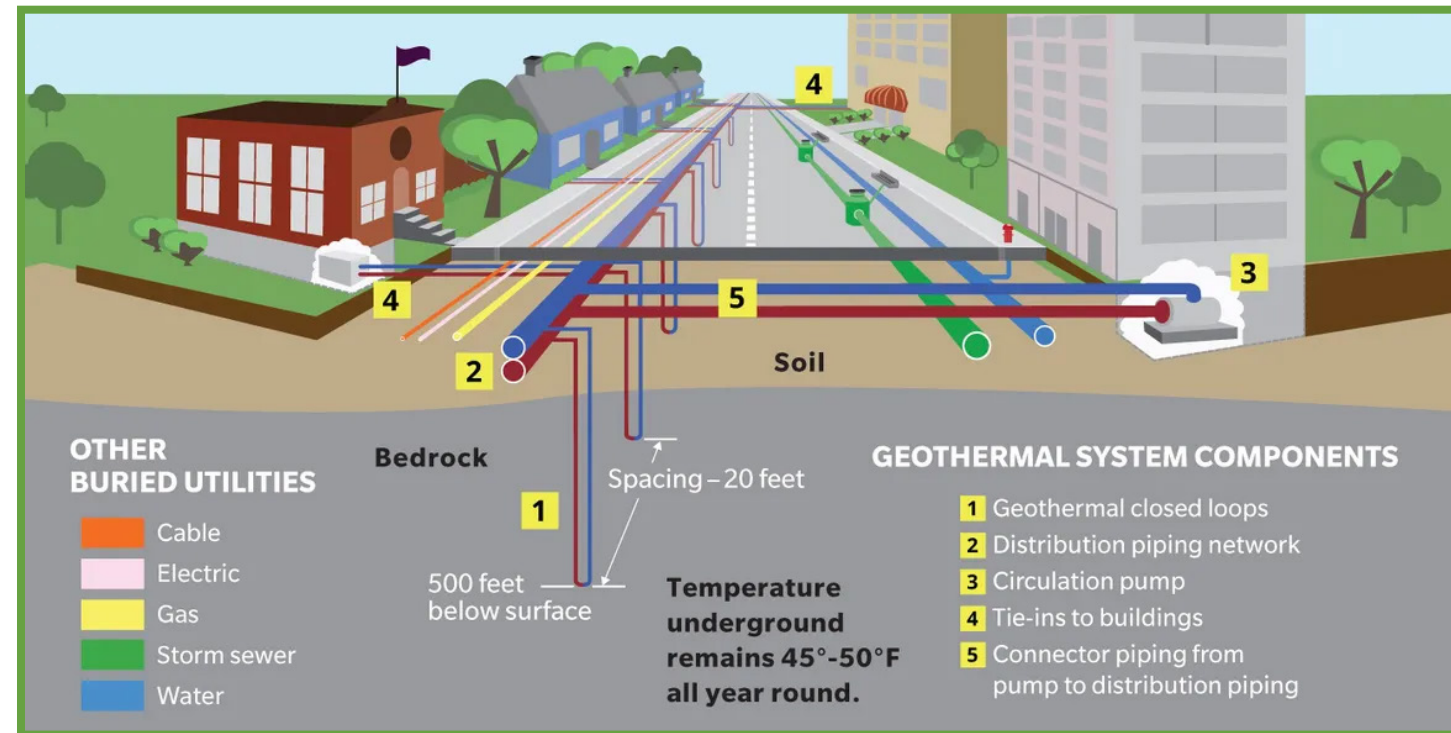 4
3
4
5
2
Soil
OTHER
BURIED UTILITIES
Cable
Electric
Gas
Storm sewer
Water
Bedrock
Spacing – 20 feet
1
500 feet
below surface
Temperature
underground
remains 45°-50°F
all year round.
GEOTHERMAL SYSTEM COMPONENTS
1 Geothermal closed loops
2 Distribution piping network
3 Circulation pump
4 Tie-ins to buildings
5 Connector piping from
pump to distribution piping